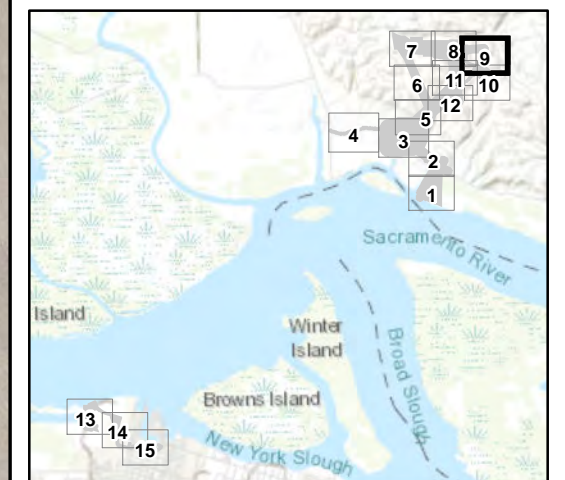 7
8
9
6
11
10
12
5
4
3
2
1
Sacramento River
Island
Winter
Island
Broad Slough
Browns Island
New York Slough
13
14
15